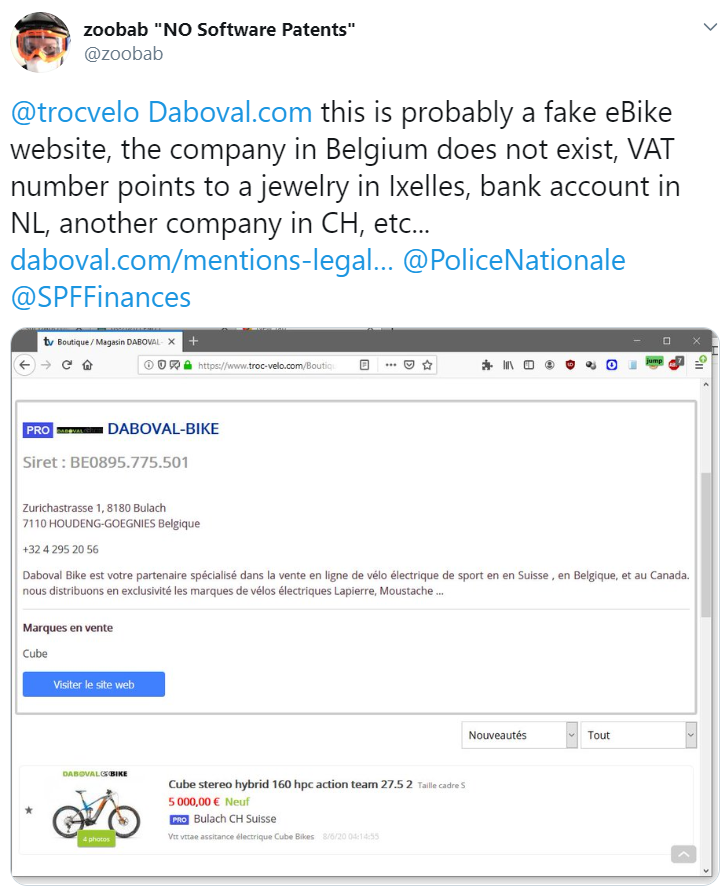 zoobab "NO Software Patents"
@zoobab
@trocvelo Daboval.com this is probably a fake eBike
website, the company in Belgium does not exist, VAT
number points to a jewelry in Ixelles, bank account in
NL, another company in CH, etc...
daboval.com/mentions-legal... @PoliceNationale
@SPFFinances
tv Boutique / Magasin DABOVAL-
https://www.troc-velo.com/Boutiq
jump
7
PRO DABOVAL DABOVAL-BIKE
Siret : BE0895.775.501
Zurichastrasse 1, 8180 Bulach
7110 HOUDENG-GOEGNIES Belgique
+32 4 295 20 56
Daboval Bike est votre partenaire spécialisé dans la vente en ligne de vélo électrique de sport en en Suisse , en Belgique, et au Canada.
nous distribuons en exclusivité les marques de vélos électriques Lapierre, Moustache ...
Marques en vente
Cube
Visiter le site web
Nouveautés Tout
DABOVAL BIKE
Cube stereo hybrid 160 hpc action team 27.5 2 Taille cadre S
5 000,00 € Neuf
PRO Bulach CH Suisse
4 photos
Vtt vttae assitance électrique Cube Bikes 8/8/20 04:14:55